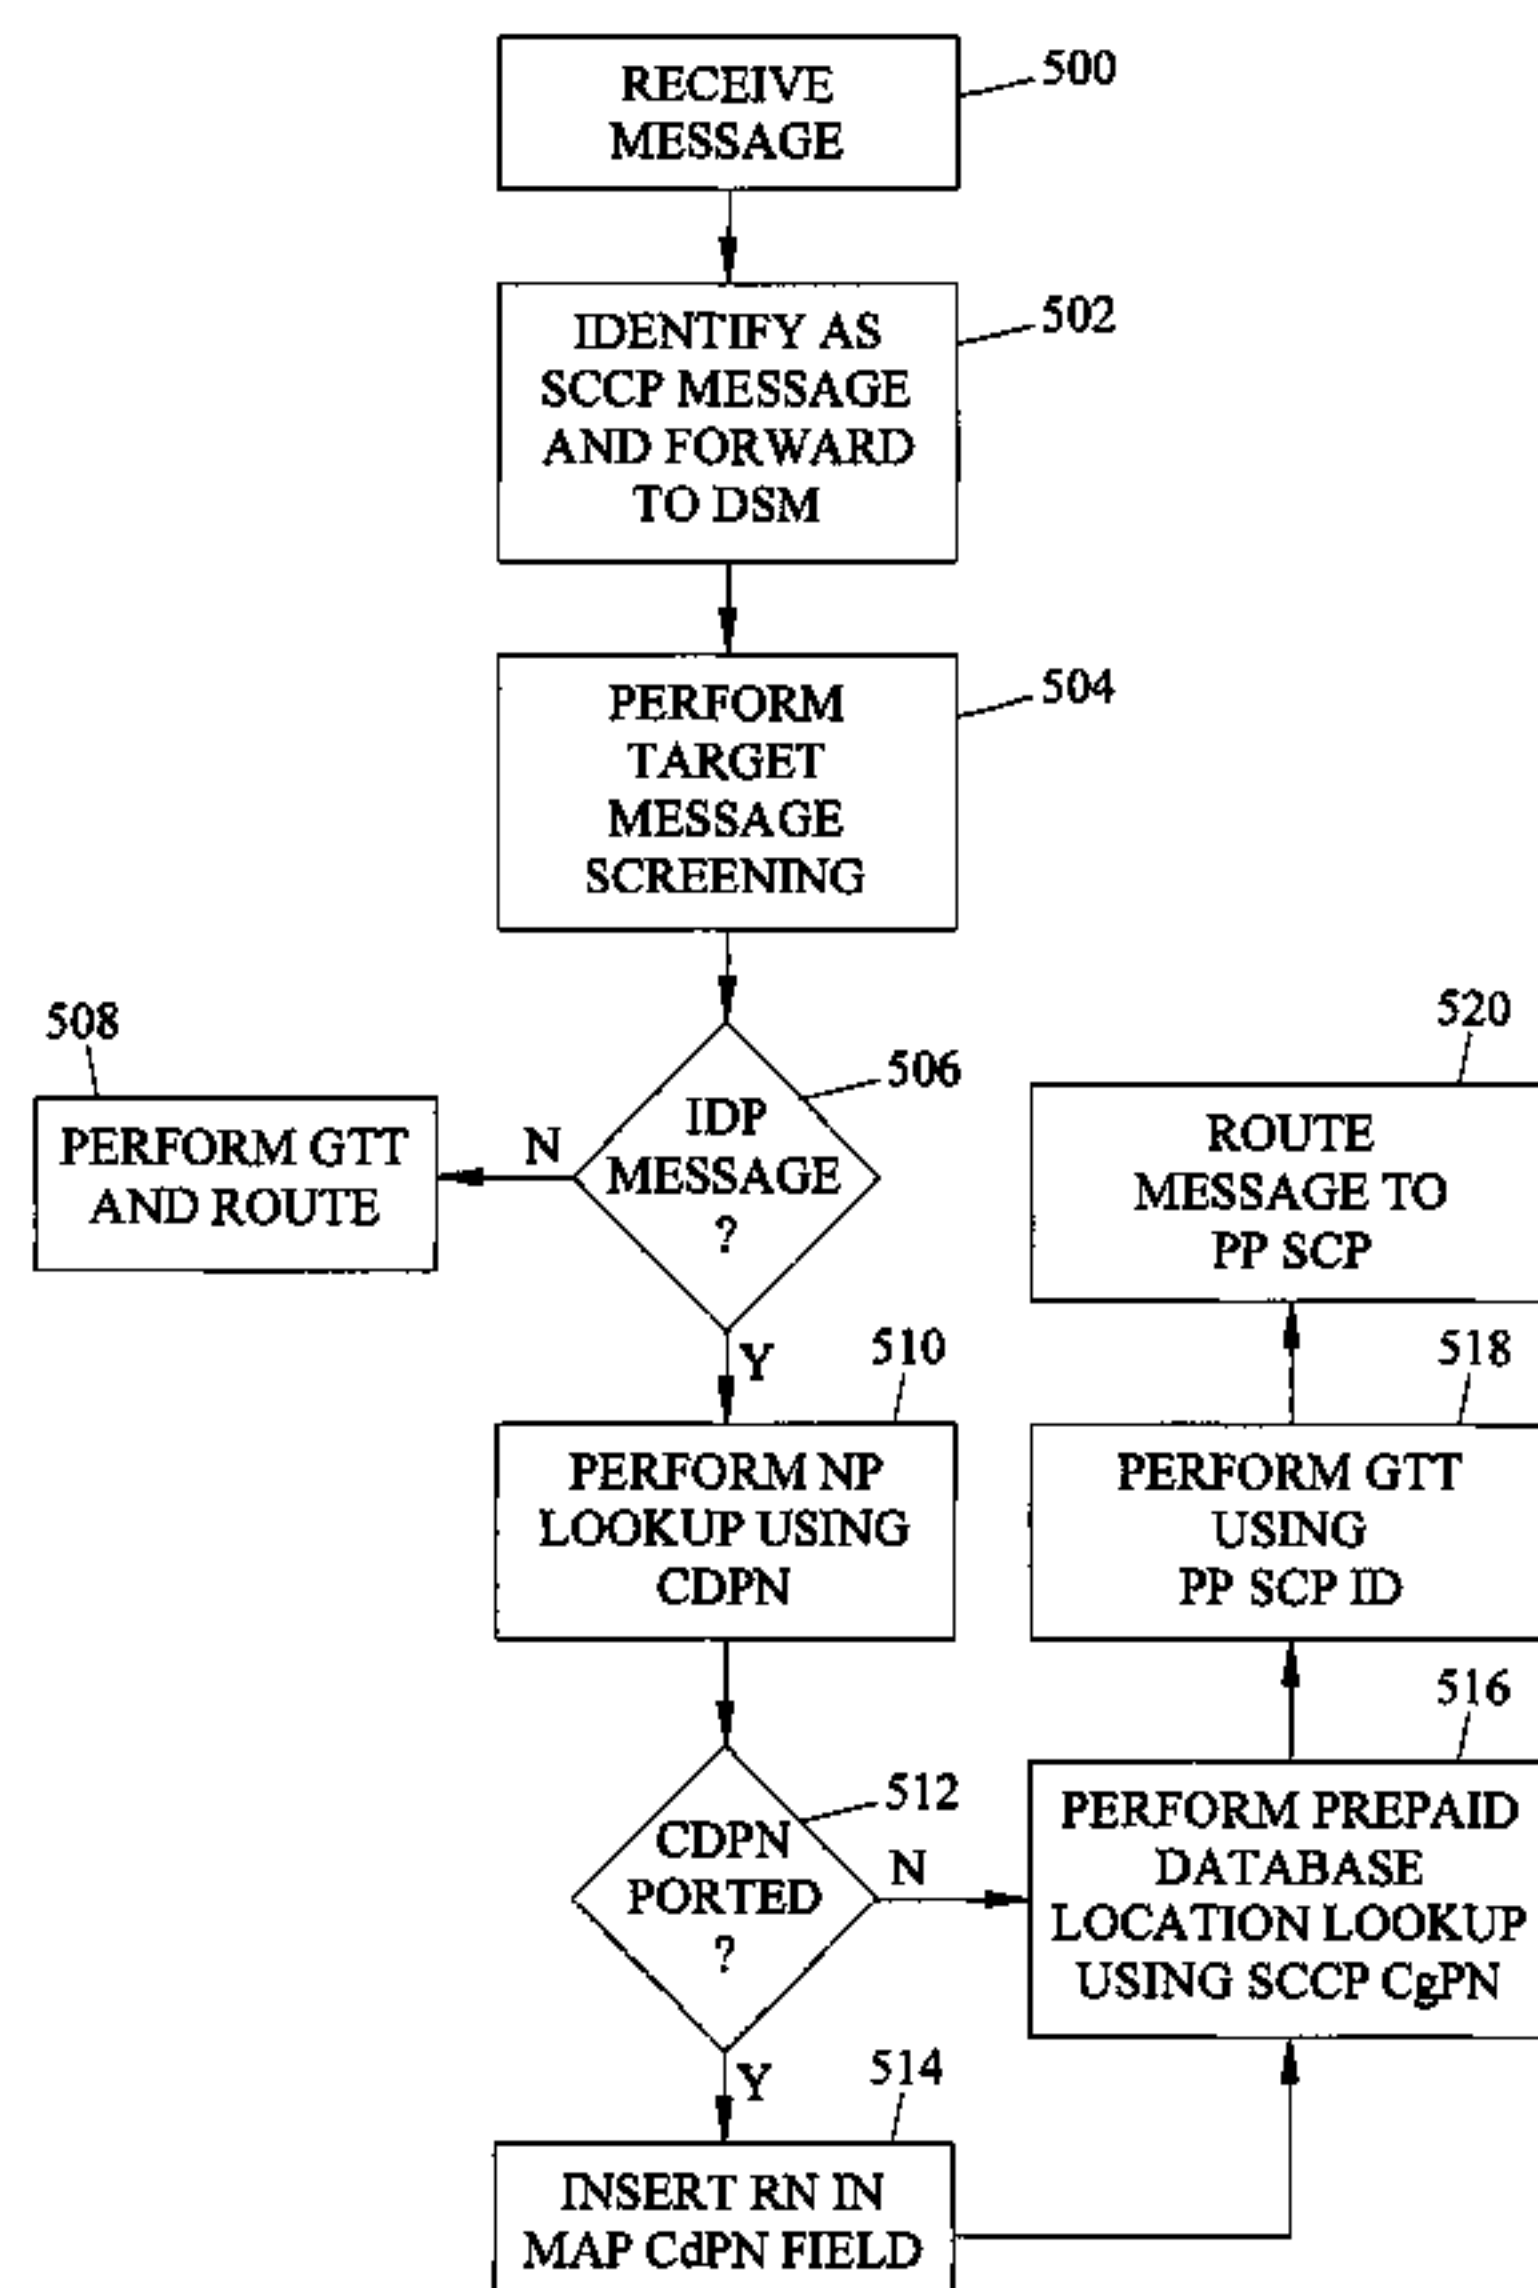 RECEIVE
MESSAGE
500
IDENTIFY AS
SCCP MESSAGE
AND FORWARD
TO DSM
502
PERFORM
TARGET
MESSAGE
SCREENING
504
508
PERFORM GTT
AND ROUTE
N
IDP
MESSAGE
?
506
Y
510
PERFORM NP
LOOKUP USING
CDPN
CDPN
PORTED
?
512
N
Y
514
INSERT RN IN
MAP CdPN FIELD
516
PERFORM PREPAID
DATABASE
LOCATION LOOKUP
USING SCCP CgPN
518
PERFORM GTT
USING
PP SCP ID
520
ROUTE
MESSAGE TO
PP SCP